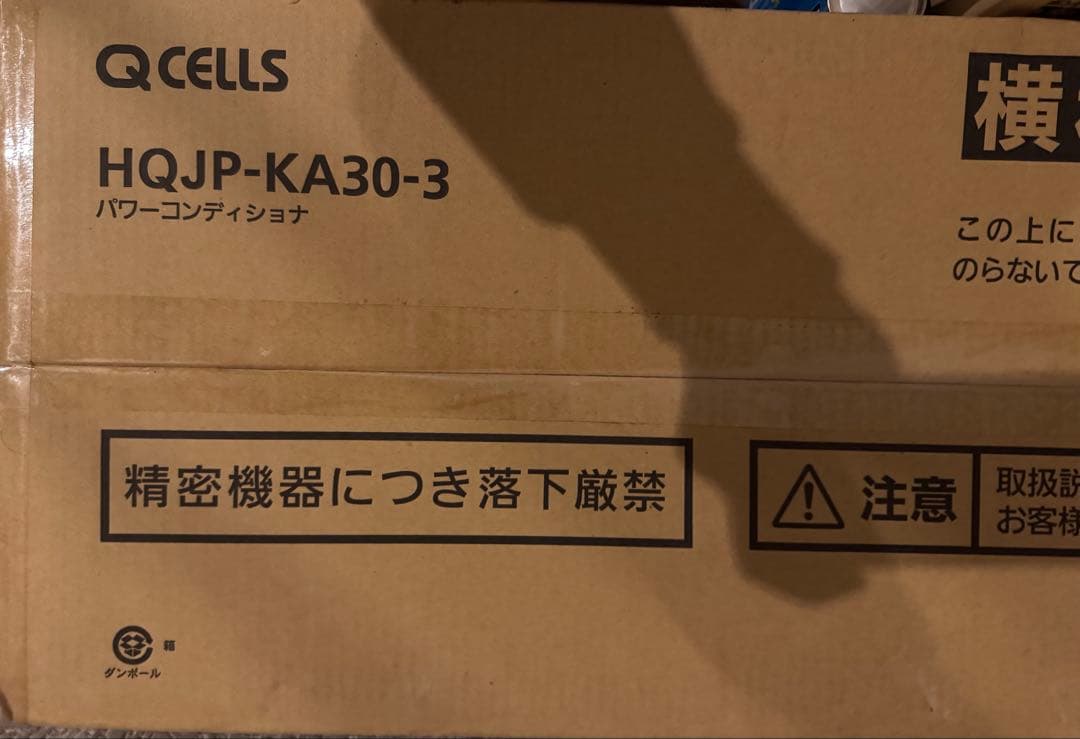 Q CELLS
HQJP-KA30-3
パワーコンディショナ
横
この上に
のらないで
精密機器につき落下厳禁
注意
取扱説
お客様
箱
ダンボール